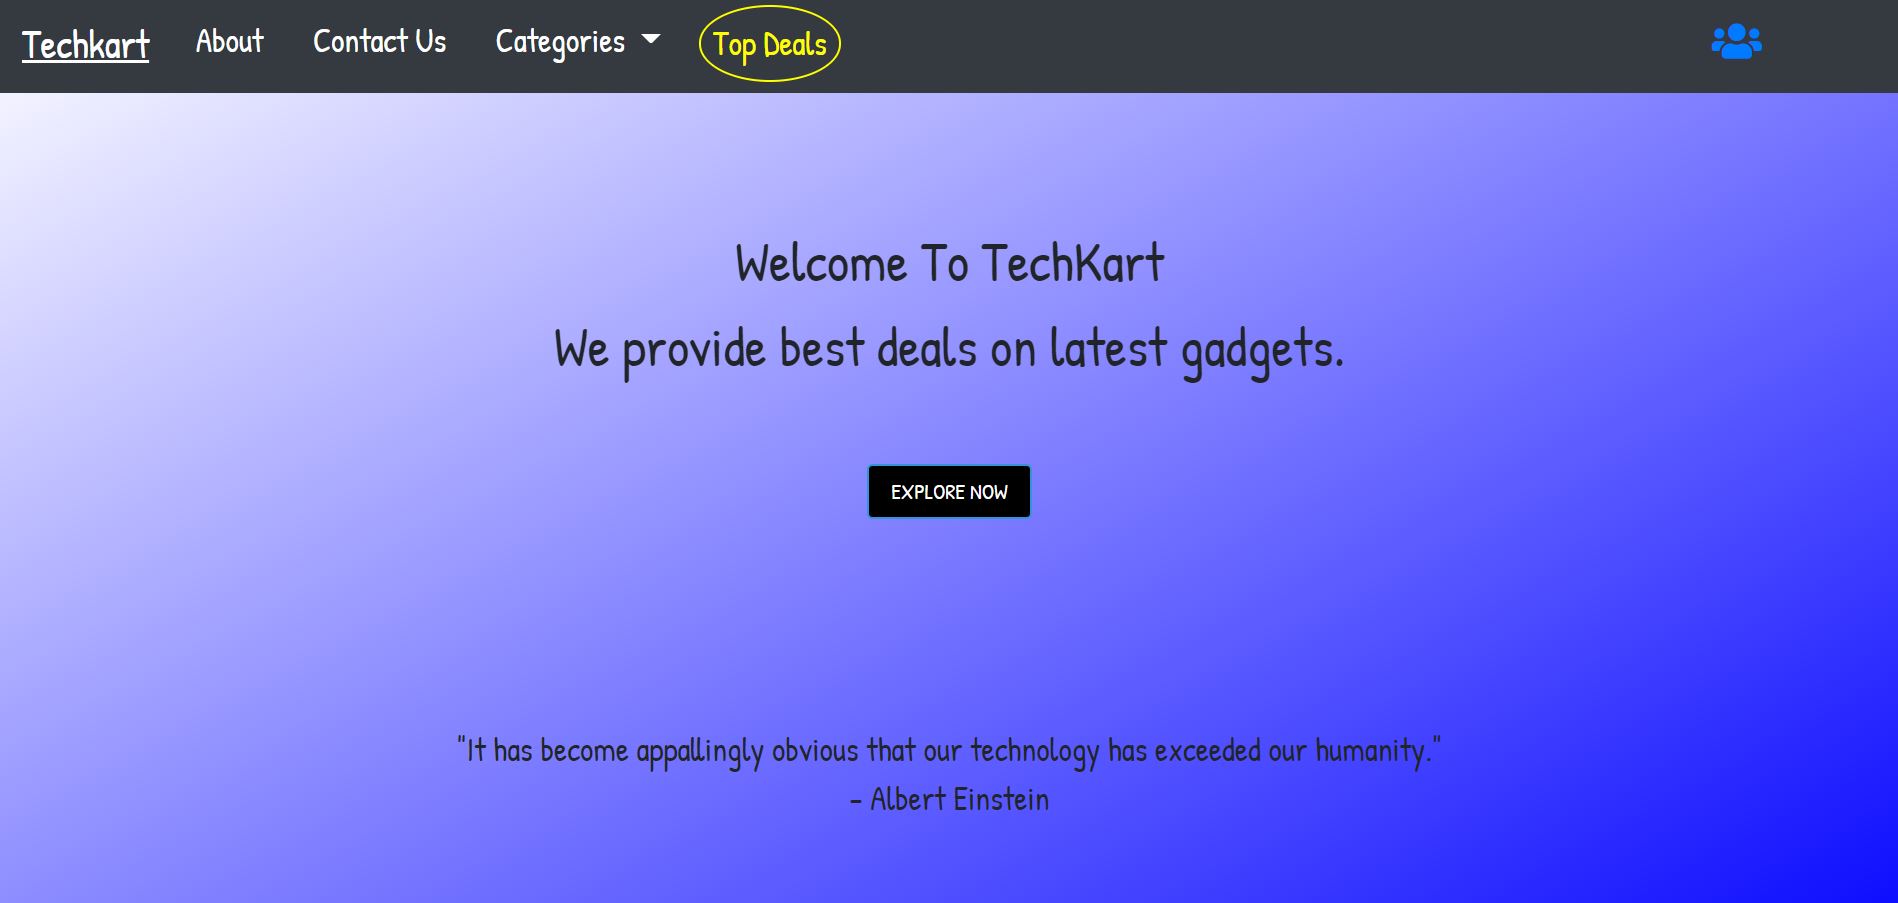 Techkart About Contact Us Categories Top Deals
Welcome To TechKart
We provide best deals on latest gadgets.
EXPLORE NOW
"It has become appallingly obvious that our technology has exceeded our humanity."
- Albert Einstein